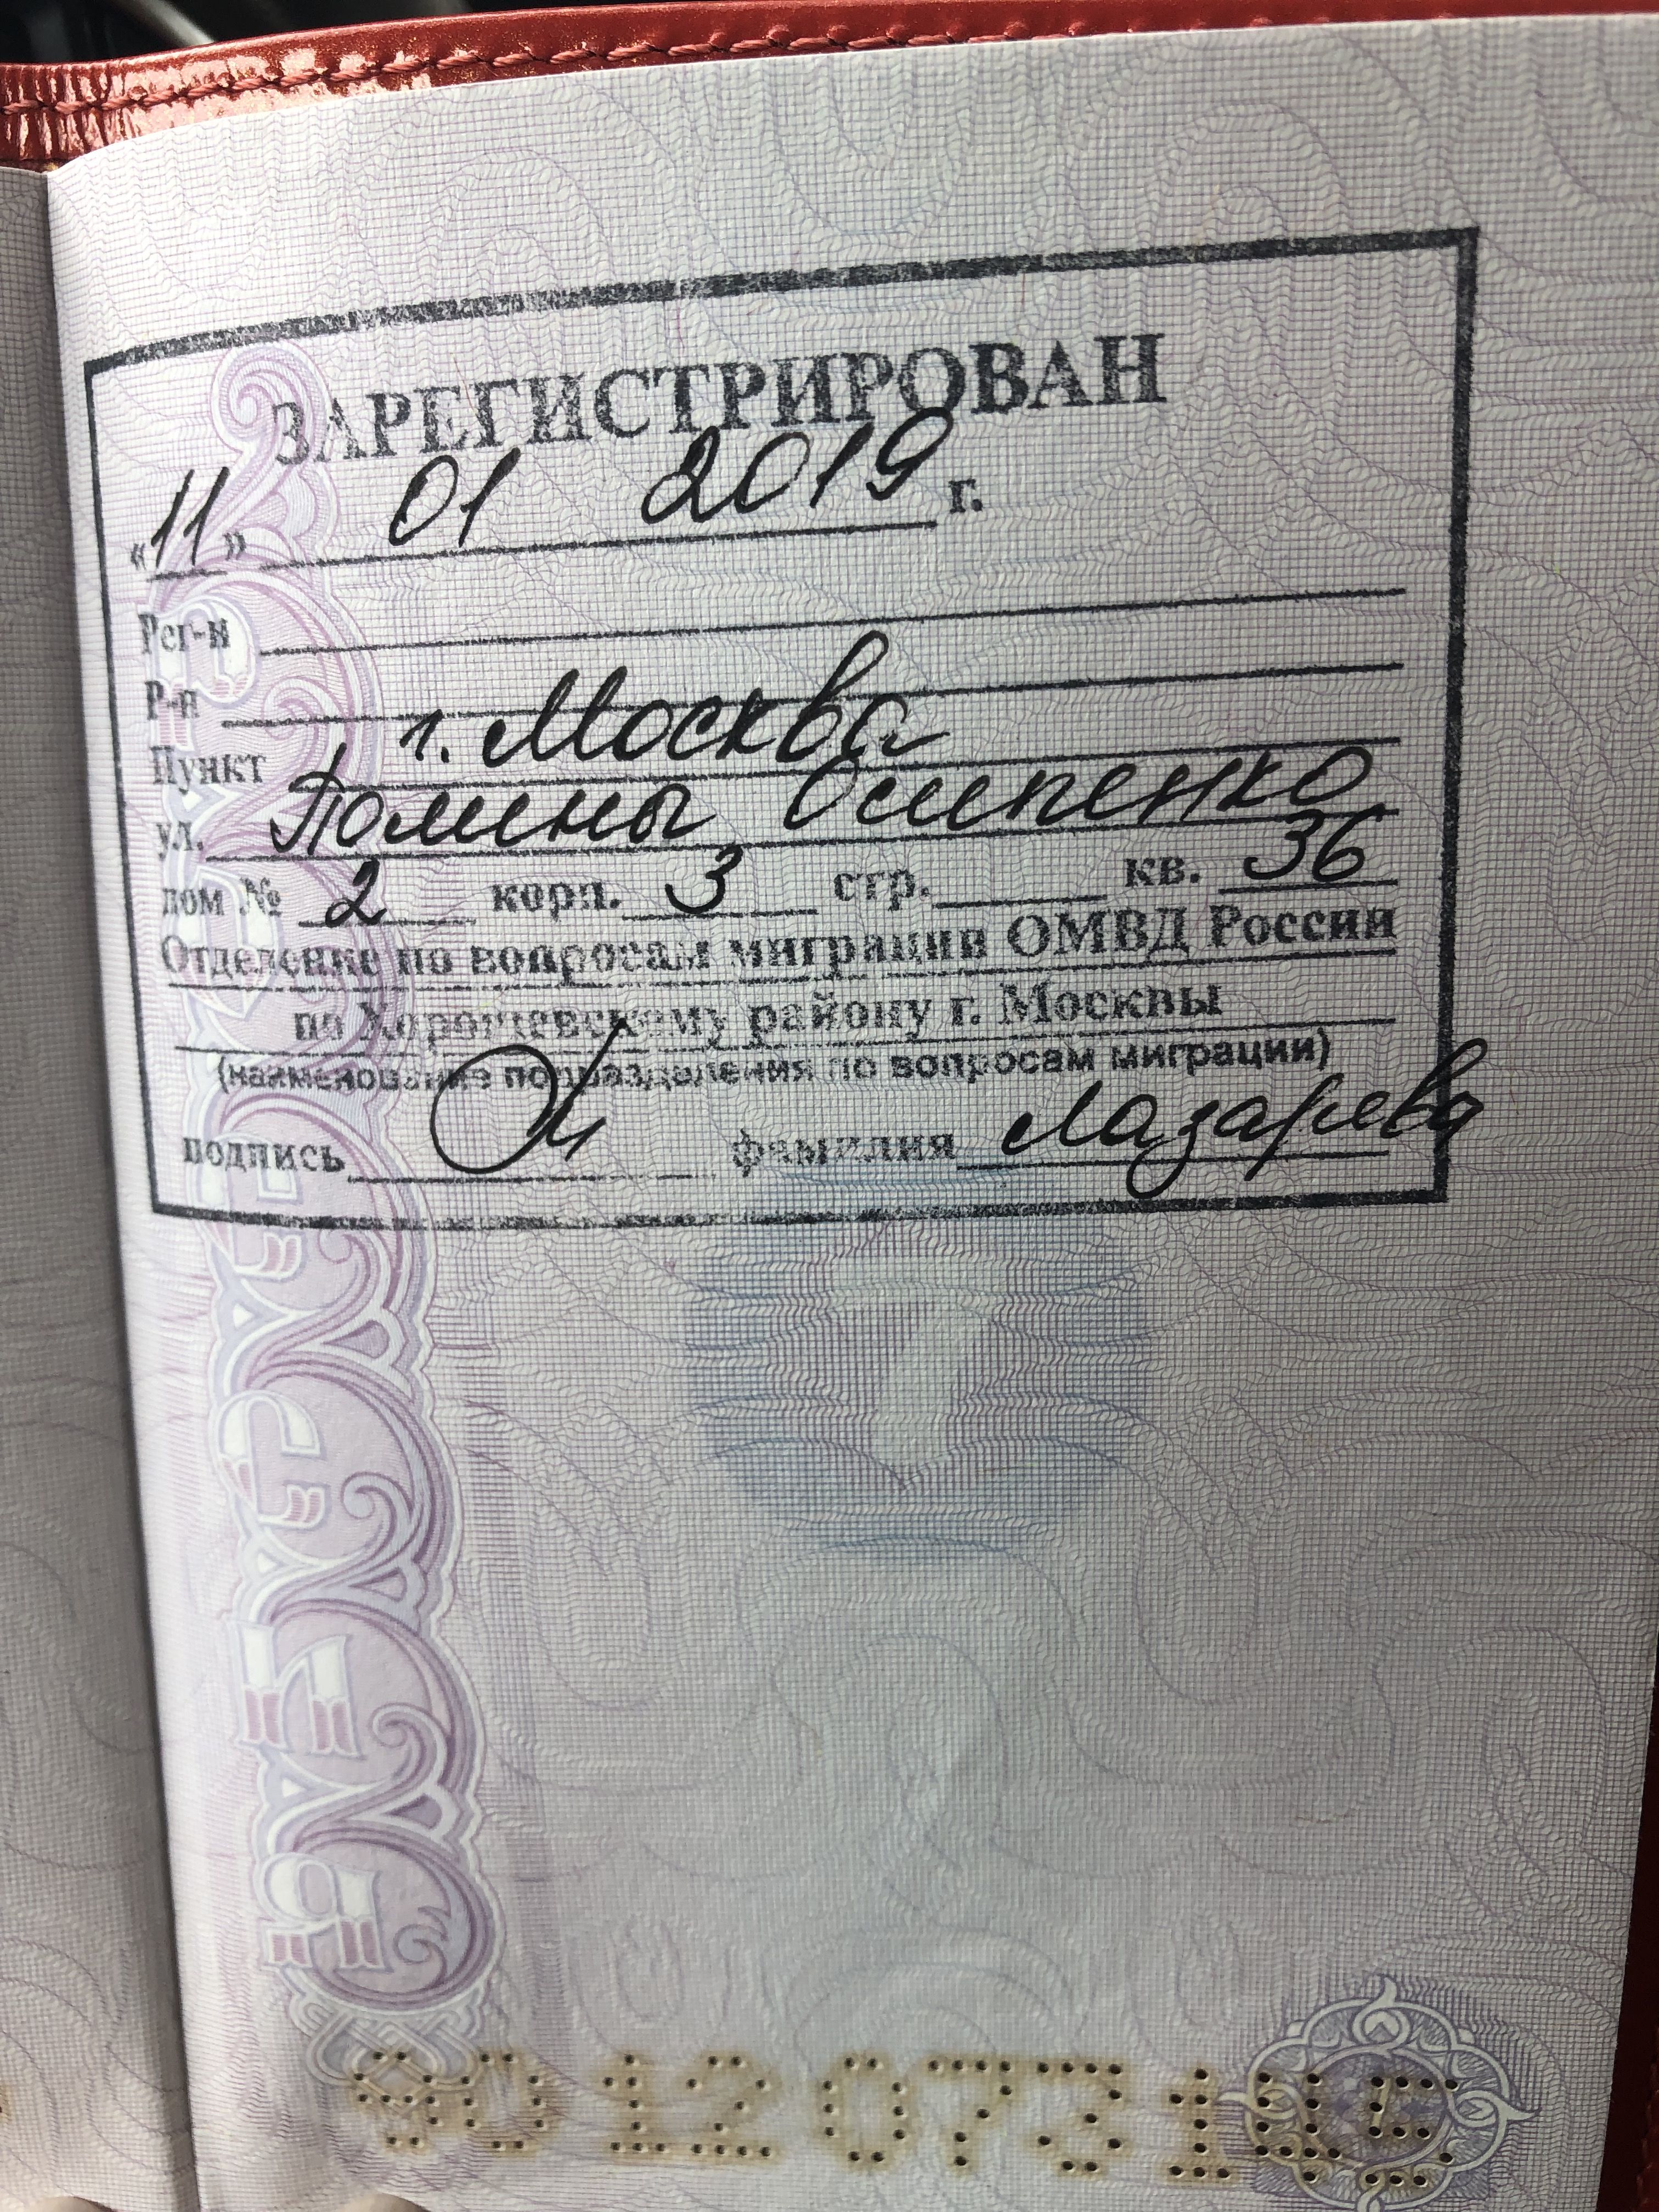 ЗАРЕГИСТРИРОВАН
«11» 01 2019 г.
Рег-н
Р-н
Пункт г. Москва
ул. Полины Осипенко
дом № 2 корп. 3 стр. кв. 36
Отделение по вопросам миграции ОМВД России
по Хорошевскому району г. Москвы
(наименование подразделения по вопросам миграции)
подпись фамилия Лазарева
7